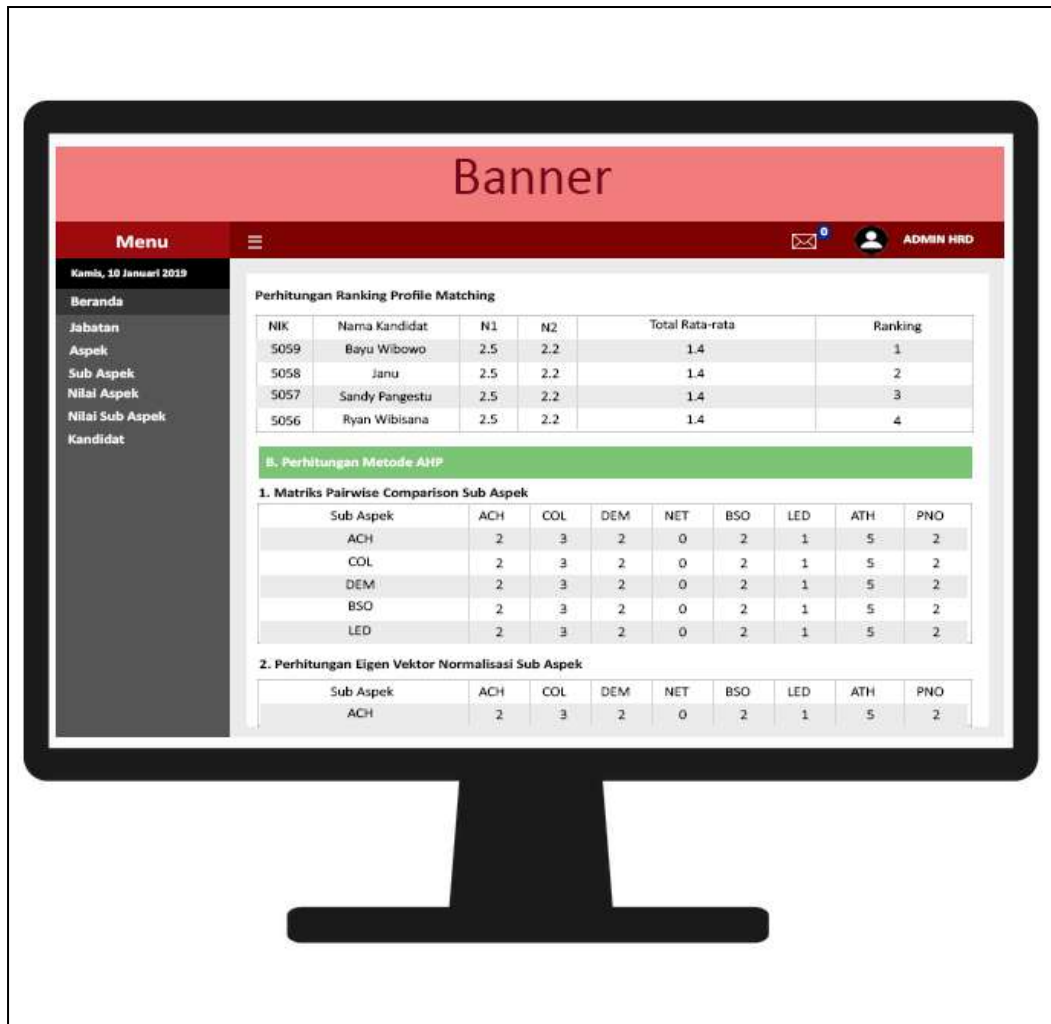 Banner
Menu
0
ADMIN HRD
Kamis, 10 Januari 2019
Beranda
Jabatan
Aspek
Sub Aspek
Nilai Aspek
Nilai Sub Aspek
Kandidat
Perhitungan Ranking Profile Matching
NIK Nama Kandidat N1 N2 Total Rata-rata Ranking
5059 Bayu Wibowo 2.5 2.2 1.4 1
5058 Janu 2.5 2.2 1.4 2
5057 Sandy Pangestu 2.5 2.2 1.4 3
5056 Ryan Wibisana 2.5 2.2 1.4 4
B. Perhitungan Metode AHP
1. Matriks Pairwise Comparison Sub Aspek
Sub Aspek ACH COL DEM NET BSO LED ATH PNO
ACH 2 3 2 0 2 1 5 2
COL 2 3 2 0 2 1 5 2
DEM 2 3 2 0 2 1 5 2
BSO 2 3 2 0 2 1 5 2
LED 2 3 2 0 2 1 5 2
2. Perhitungan Eigen Vektor Normalisasi Sub Aspek
Sub Aspek ACH COL DEM NET BSO LED ATH PNO
ACH 2 3 2 0 2 1 5 2